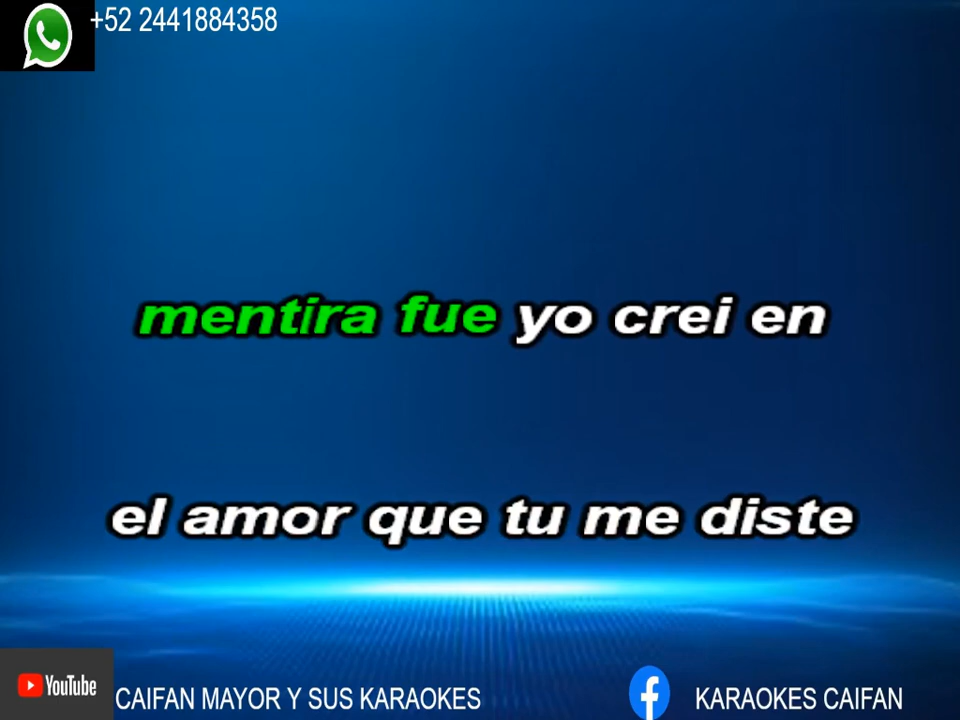 +52 2441884358
mentira fue yo crei en
el amor que tu me diste
YouTube CAIFAN MAYOR Y SUS KARAOKES
KARAOKES CAIFAN